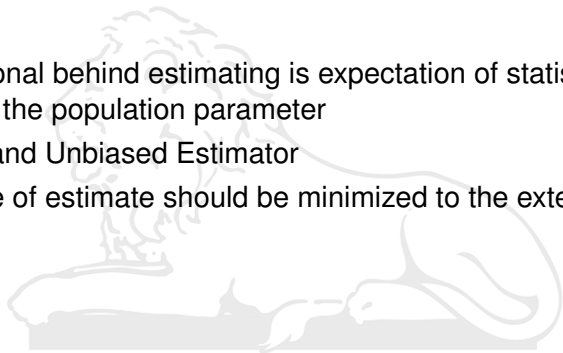 onal behind estimating is expectation of statis
the population parameter
and Unbiased Estimator
e of estimate should be minimized to the exte